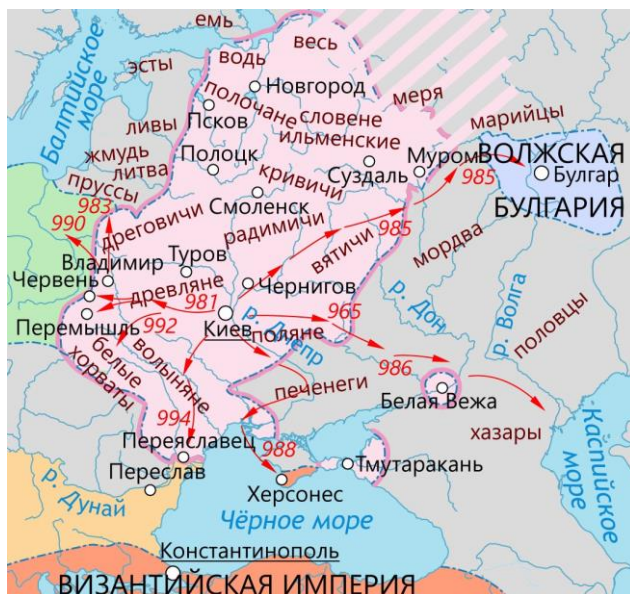 емь
весь
водь
эсты
Балтийское
море
Новгород
меря
полочане
словене
ильменские
марийцы
Псков
ливы
жмудь
литва
пруссы
Полоцк
кривичи
Суздаль
Муром
ВОЛЖСКАЯ
Булгар
БУЛГАРИЯ
985
983
990
Смоленск
дреговичи
радимичи
985
вятичи
мордва
Туров
Владимир
Червень
древляне
981
Чернигов
р. Дон
р. Волга
половцы
Перемышль
992
Киев
р. Днепр
поляне
965
986
белые
хорваты
волыняне
печенеги
Белая Вежа
хазары
Каспийское
море
994
Переяславец
988
Переслав
Тмутаракань
Херсонес
р. Дунай
Чёрное море
Константинополь
ВИЗАНТИЙСКАЯ ИМПЕРИЯ